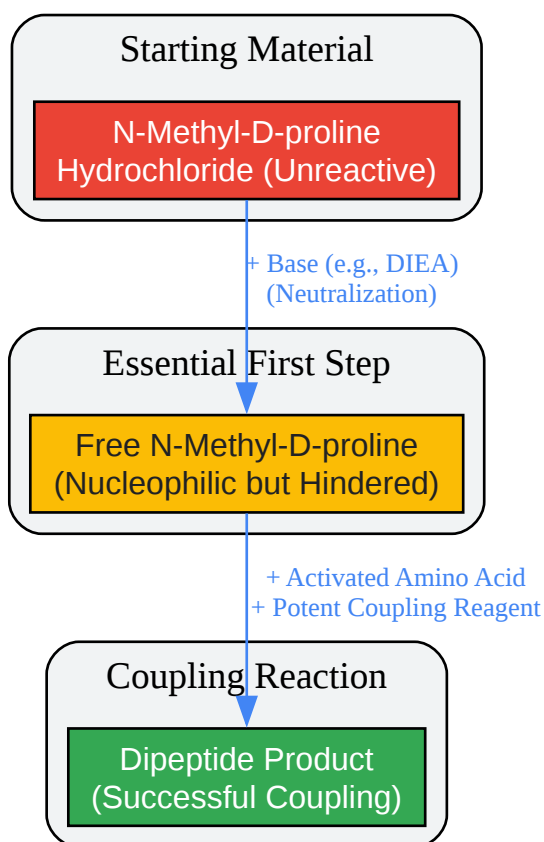 Starting Material
N-Methyl-D-proline
Hydrochloride (Unreactive)
+ Base (e.g., DIEA)
(Neutralization)
Essential First Step
Free N-Methyl-D-proline
(Nucleophilic but Hindered)
+ Activated Amino Acid
+ Potent Coupling Reagent
Coupling Reaction
Dipeptide Product
(Successful Coupling)